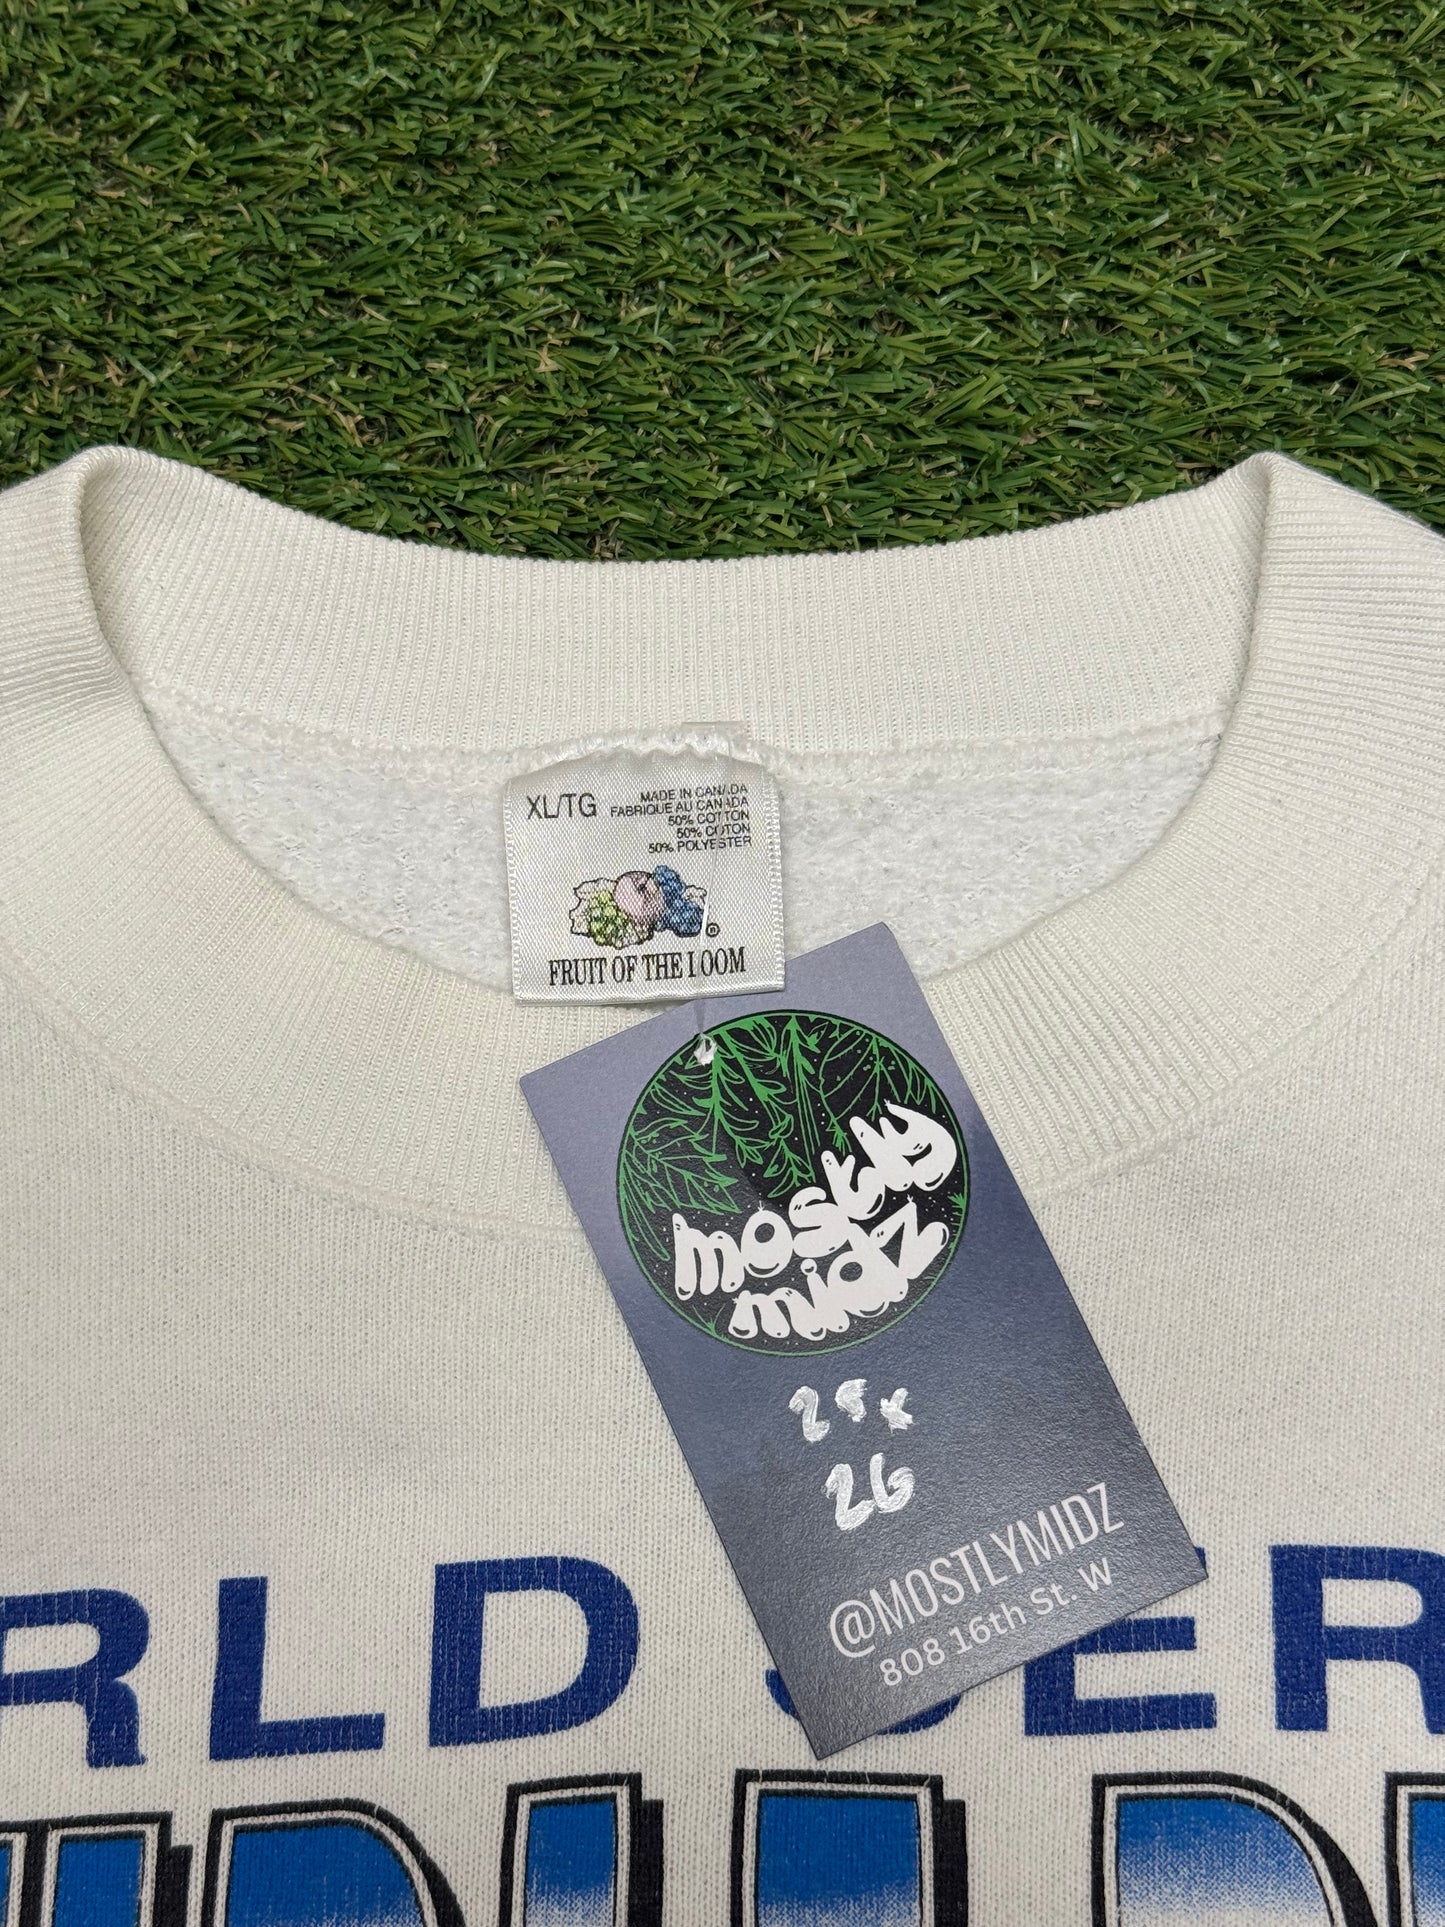 XL/TG
MADE IN CANADA
FABRIQUE AU CANADA
50% COTTON
50% COTON
50% POLYESTER
FRUIT OF THE LOOM
mostly
midz
25x
26
@MOSTLYMIDZ
808 16th St. W
RLD SER